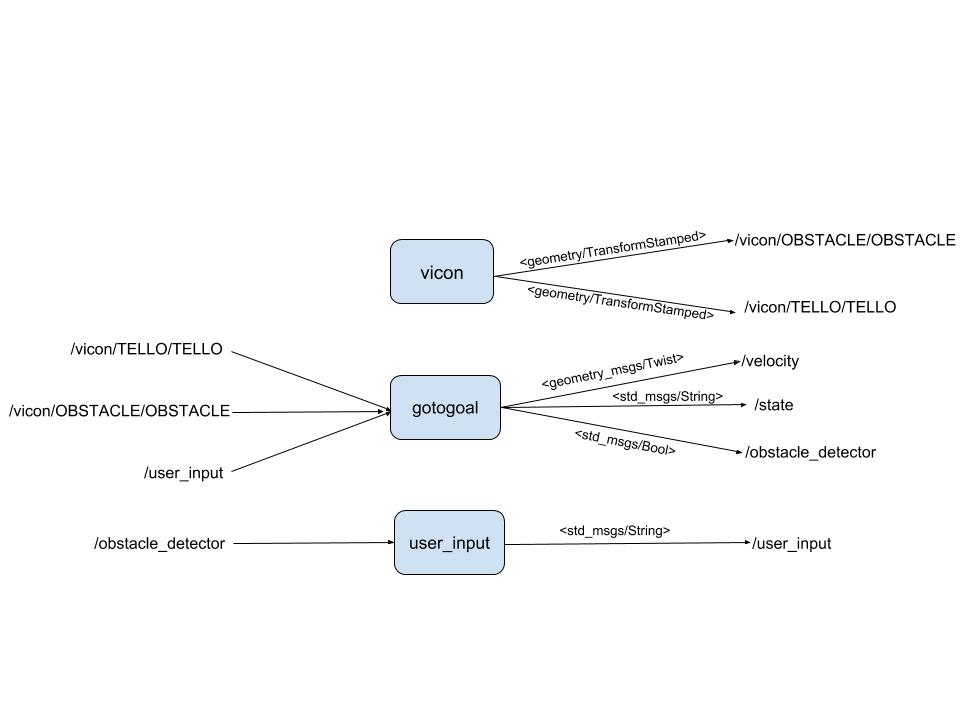 vicon
<geometry/TransformStamped>
/vicon/OBSTACLE/OBSTACLE
<geometry/TransformStamped>
/vicon/TELLO/TELLO
/vicon/TELLO/TELLO
/vicon/OBSTACLE/OBSTACLE
/user_input
gotogoal
<geometry_msgs/Twist>
/velocity
<std_msgs/String>
/state
<std_msgs/Bool>
/obstacle_detector
/obstacle_detector
user_input
<std_msgs/String>
/user_input